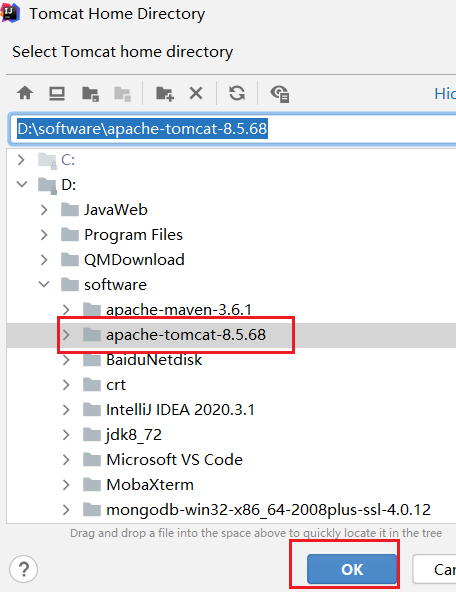 Tomcat Home Directory
Select Tomcat home directory
Hid
D:\software\apache-tomcat-8.5.68
C:
D:
JavaWeb
Program Files
QMDownload
software
apache-maven-3.6.1
apache-tomcat-8.5.68
BaiduNetdisk
crt
IntelliJ IDEA 2020.3.1
jdk8_72
Microsoft VS Code
MobaXterm
mongodb-win32-x86_64-2008plus-ssl-4.0.12
Drag and drop a file into the space above to quickly locate it in the tree
? OK Can